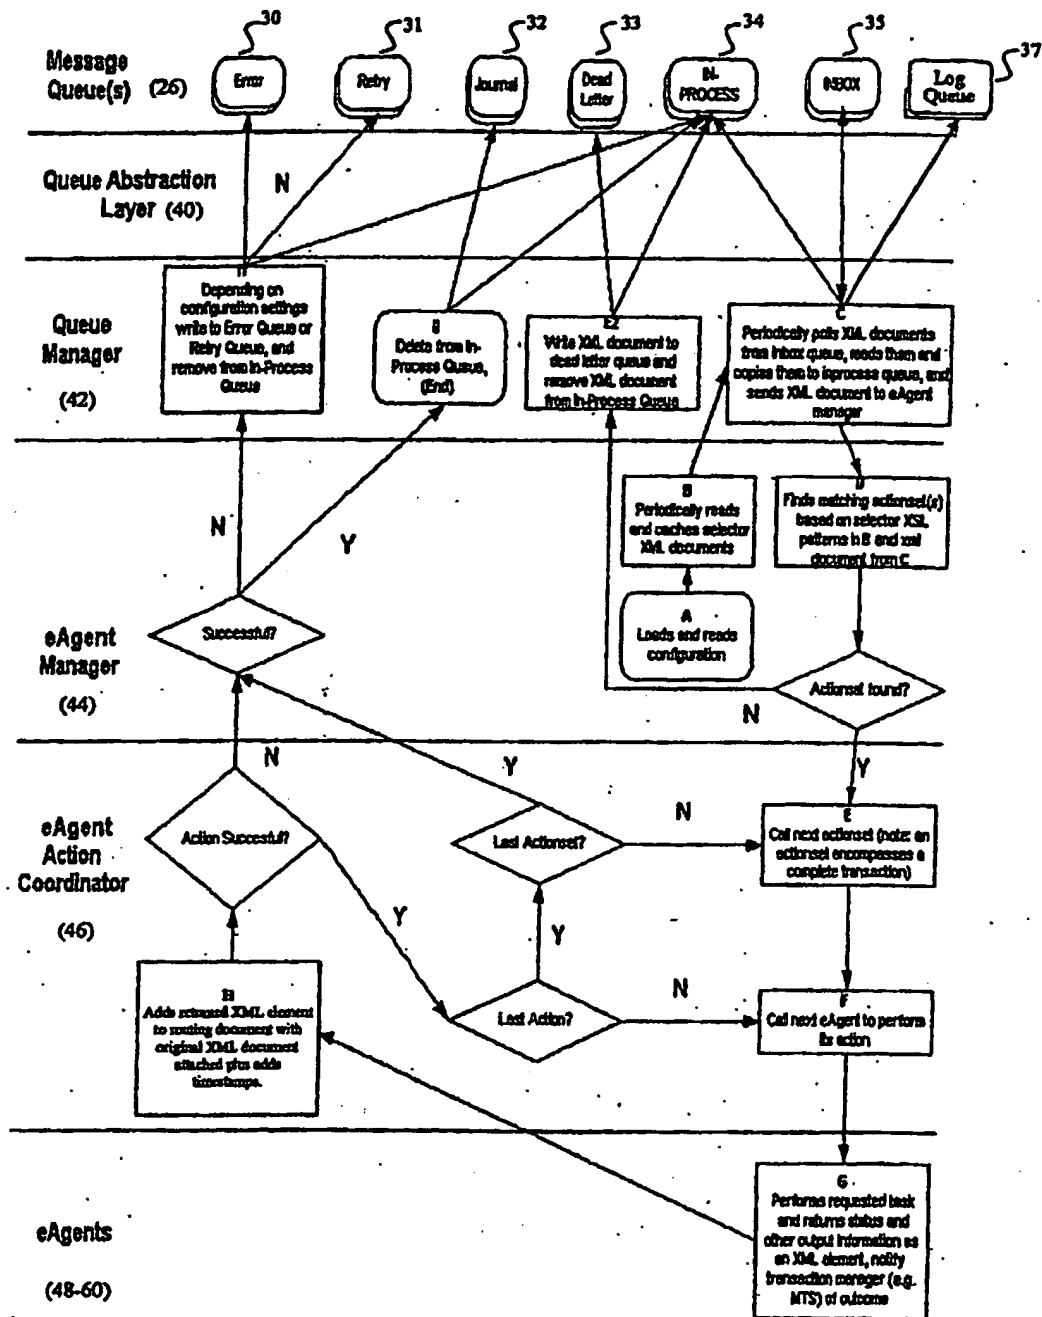 30
31
32
33
34
35
37
Message
Queue(s) (26)
Error
Retry
Journal
Dead
Letter
IN-
PROCESS
INBOX
Log
Queue
Queue Abstraction
Layer (40)
N
Queue
Manager
(42)
Depending on
configuration settings
write to Error Queue or
Retry Queue, and
remove from In-Process
Queue
Delete from In-
Process Queue,
(End)
E2
Write XML document to
dead letter queue and
remove XML document
from In-Process Queue
C
Periodically polls XML documents
from inbox queue, reads them and
copies them to inprocess queue, and
sends XML document to eAgent
manager
N
Y
B
Periodically reads
and caches selector
XML documents
D
Finds matching actionset(s)
based on selector XSL
patterns in B and xml
document from C
A
Loads and reads
configuration
eAgent
Manager
(44)
Successful?
Actionset found?
N
Y
N
Y
eAgent
Action
Coordinator
(46)
Action Succesful?
Last Actionset?
N
E
Call next actionset (note: an
actionset encompasses a
complete transaction)
Y
Y
H
Adds returned XML element
to routing document with
original XML document
attached plus adds
timestamps.
Last Action?
N
F
Call next eAgent to perform
its action
eAgents
(48-60)
G
Performs requested task
and returns status and
other output information as
an XML element, notify
transaction manager (e.g.
MTS) of outcome